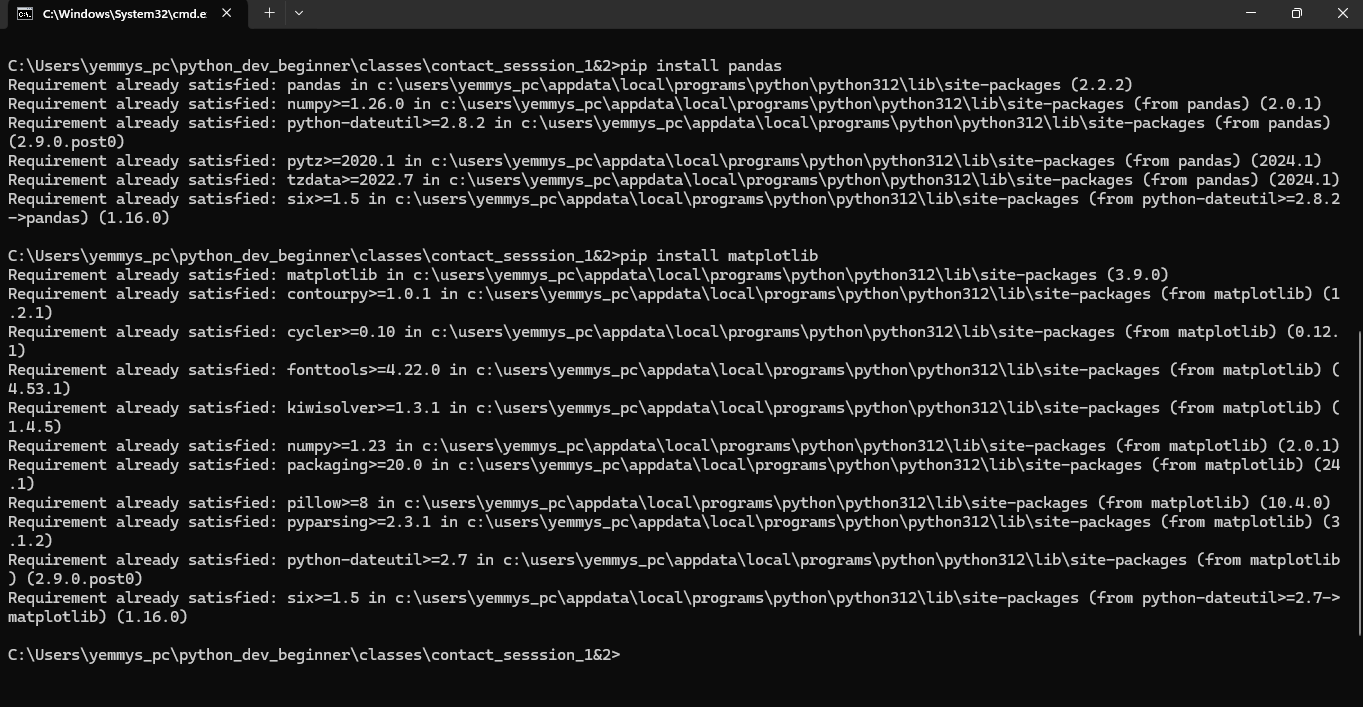 C:\Windows\System32\cmd.e
C:\Users\yemmys_pc\python_dev_beginner\classes\contact_sesssion_1&2>pip install pandas
Requirement already satisfied: pandas in c:\users\yemmys_pc\appdata\local\programs\python\python312\lib\site-packages (2.2.2)
Requirement already satisfied: numpy>=1.26.0 in c:\users\yemmys_pc\appdata\local\programs\python\python312\lib\site-packages (from pandas) (2.0.1)
Requirement already satisfied: python-dateutil>=2.8.2 in c:\users\yemmys_pc\appdata\local\programs\python\python312\lib\site-packages (from pandas)
(2.9.0.post0)
Requirement already satisfied: pytz>=2020.1 in c:\users\yemmys_pc\appdata\local\programs\python\python312\lib\site-packages (from pandas) (2024.1)
Requirement already satisfied: tzdata>=2022.7 in c:\users\yemmys_pc\appdata\local\programs\python\python312\lib\site-packages (from pandas) (2024.1)
Requirement already satisfied: six>=1.5 in c:\users\yemmys_pc\appdata\local\programs\python\python312\lib\site-packages (from python-dateutil>=2.8.2
->pandas) (1.16.0)
C:\Users\yemmys_pc\python_dev_beginner\classes\contact_sesssion_1&2>pip install matplotlib
Requirement already satisfied: matplotlib in c:\users\yemmys_pc\appdata\local\programs\python\python312\lib\site-packages (3.9.0)
Requirement already satisfied: contourpy>=1.0.1 in c:\users\yemmys_pc\appdata\local\programs\python\python312\lib\site-packages (from matplotlib) (1
.2.1)
Requirement already satisfied: cycler>=0.10 in c:\users\yemmys_pc\appdata\local\programs\python\python312\lib\site-packages (from matplotlib) (0.12.
1)
Requirement already satisfied: fonttools>=4.22.0 in c:\users\yemmys_pc\appdata\local\programs\python\python312\lib\site-packages (from matplotlib) (
4.53.1)
Requirement already satisfied: kiwisolver>=1.3.1 in c:\users\yemmys_pc\appdata\local\programs\python\python312\lib\site-packages (from matplotlib) (
1.4.5)
Requirement already satisfied: numpy>=1.23 in c:\users\yemmys_pc\appdata\local\programs\python\python312\lib\site-packages (from matplotlib) (2.0.1)
Requirement already satisfied: packaging>=20.0 in c:\users\yemmys_pc\appdata\local\programs\python\python312\lib\site-packages (from matplotlib) (24
.1)
Requirement already satisfied: pillow>=8 in c:\users\yemmys_pc\appdata\local\programs\python\python312\lib\site-packages (from matplotlib) (10.4.0)
Requirement already satisfied: pyparsing>=2.3.1 in c:\users\yemmys_pc\appdata\local\programs\python\python312\lib\site-packages (from matplotlib) (3
.1.2)
Requirement already satisfied: python-dateutil>=2.7 in c:\users\yemmys_pc\appdata\local\programs\python\python312\lib\site-packages (from matplotlib
) (2.9.0.post0)
Requirement already satisfied: six>=1.5 in c:\users\yemmys_pc\appdata\local\programs\python\python312\lib\site-packages (from python-dateutil>=2.7->
matplotlib) (1.16.0)
C:\Users\yemmys_pc\python_dev_beginner\classes\contact_sesssion_1&2>